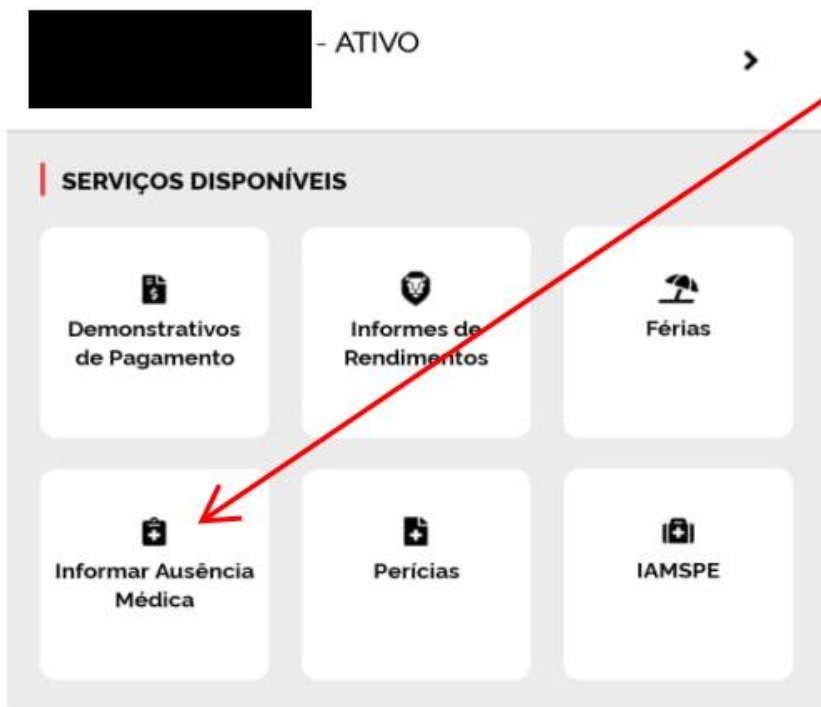 - ATIVO
SERVIÇOS DISPONÍVEIS
Demonstrativos
de Pagamento
Informes de
Rendimentos
Férias
Informar Ausência
Médica
Perícias
IAMSPE